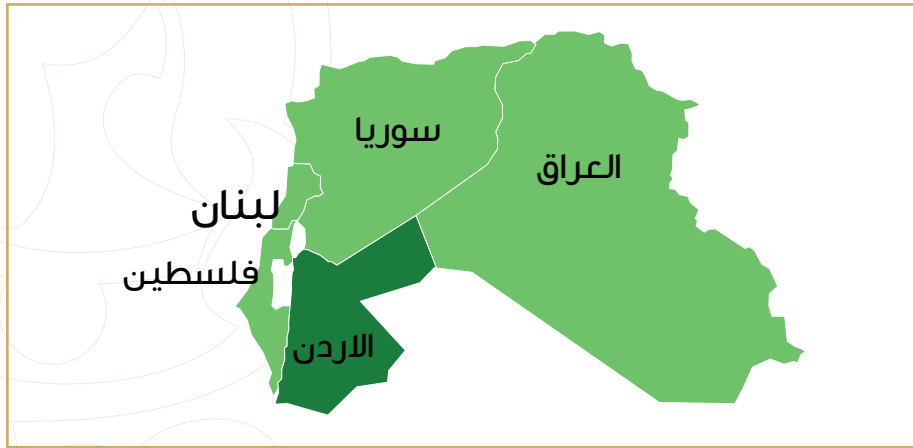 سوريا
العراق
لبنان
فلسطين
الاردن